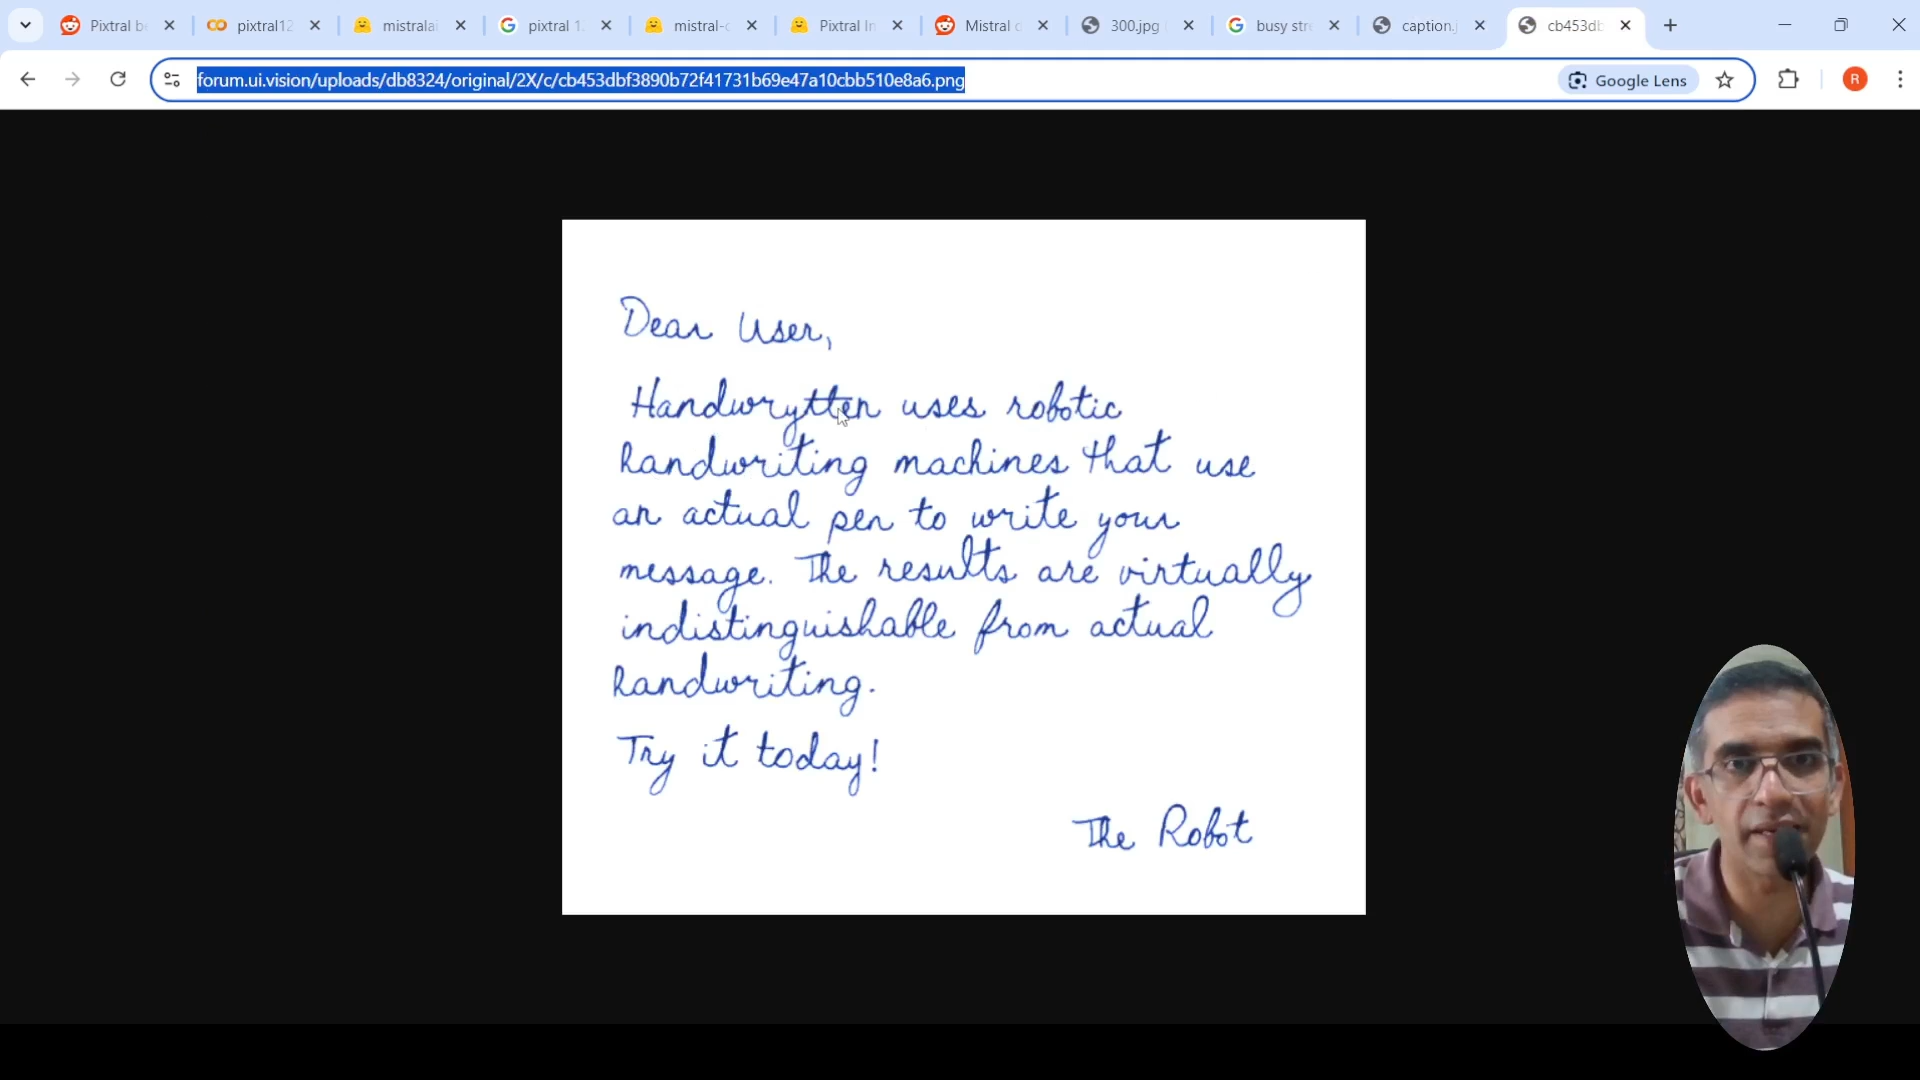 Pixtral be
pixtral12
mistralai
pixtral 1.
mistral-c
Pixtral In
Mistral c
300.jpg
busy stre
caption.j
cb453db
forum.ui.vision/uploads/db8324/original/2X/c/cb453dbf3890b72f41731b69e47a10cbb510e8a6.png
Google Lens
R
Dear User,
Handwrytten uses robotic
handwriting machines that use
an actual pen to write your
message. The results are virtually
indistinguishable from actual
handwriting.
Try it today!
The Robot